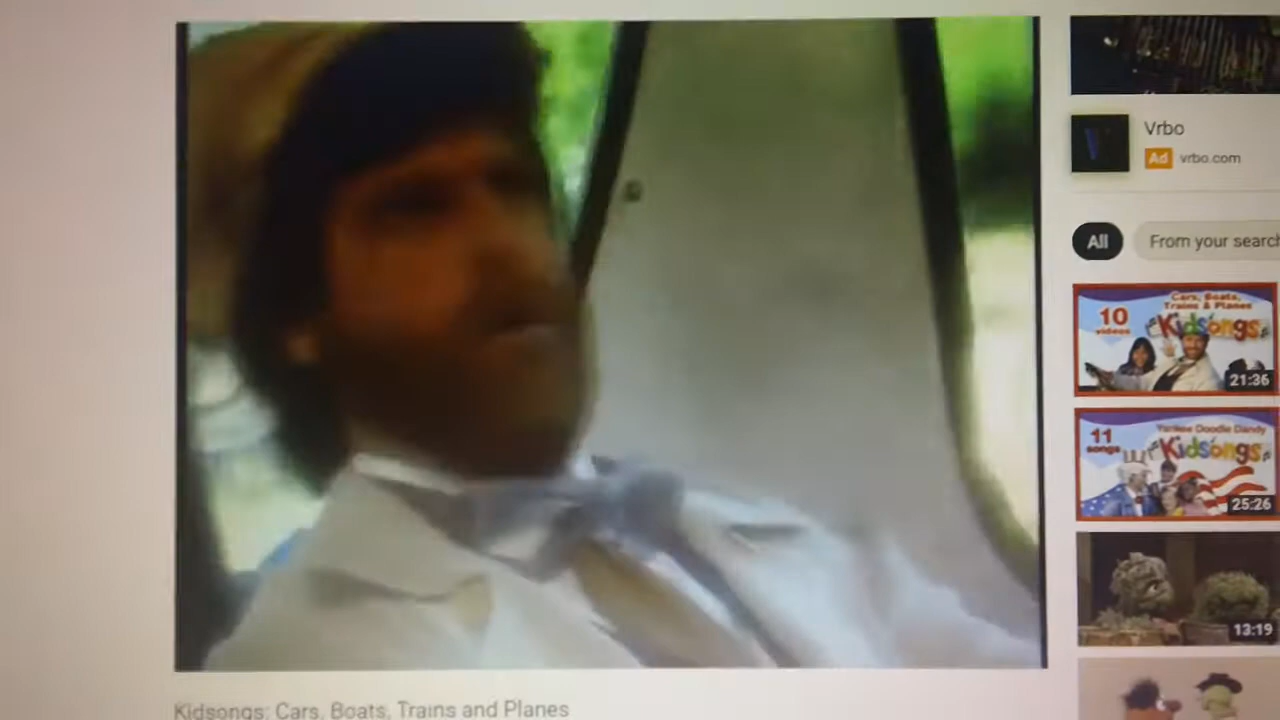 Vrbo
Ad vrbo.com
All
From your search
10
videos
Cars, Boats,
Trains & Planes
Kidsongs
21:36
11
songs
Yankee Doodle Dandy
Kidsongs
25:26
13:19
Kidsongs: Cars, Boats, Trains and Planes